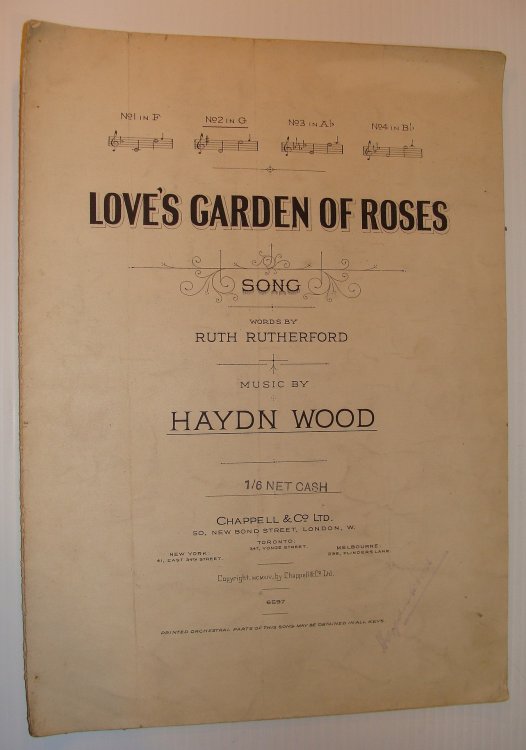 No1 IN F No2 IN G No3 IN A♭ No4 IN B♭
LOVE'S GARDEN OF ROSES
SONG
WORDS BY
RUTH RUTHERFORD
MUSIC BY
HAYDN WOOD
1/6 NET CASH
CHAPPELL & Co LTD.
50, NEW BOND STREET, LONDON, W.
NEW YORK TORONTO MELBOURNE
41, EAST 34TH STREET. 347, YONGE STREET. FLINDERS LANE.
Copyright, MCMXIV, by Chappell & Co Ltd.
6597
PRINTED ORCHESTRAL PARTS OF THIS SONG MAY BE OBTAINED IN ALL KEYS.